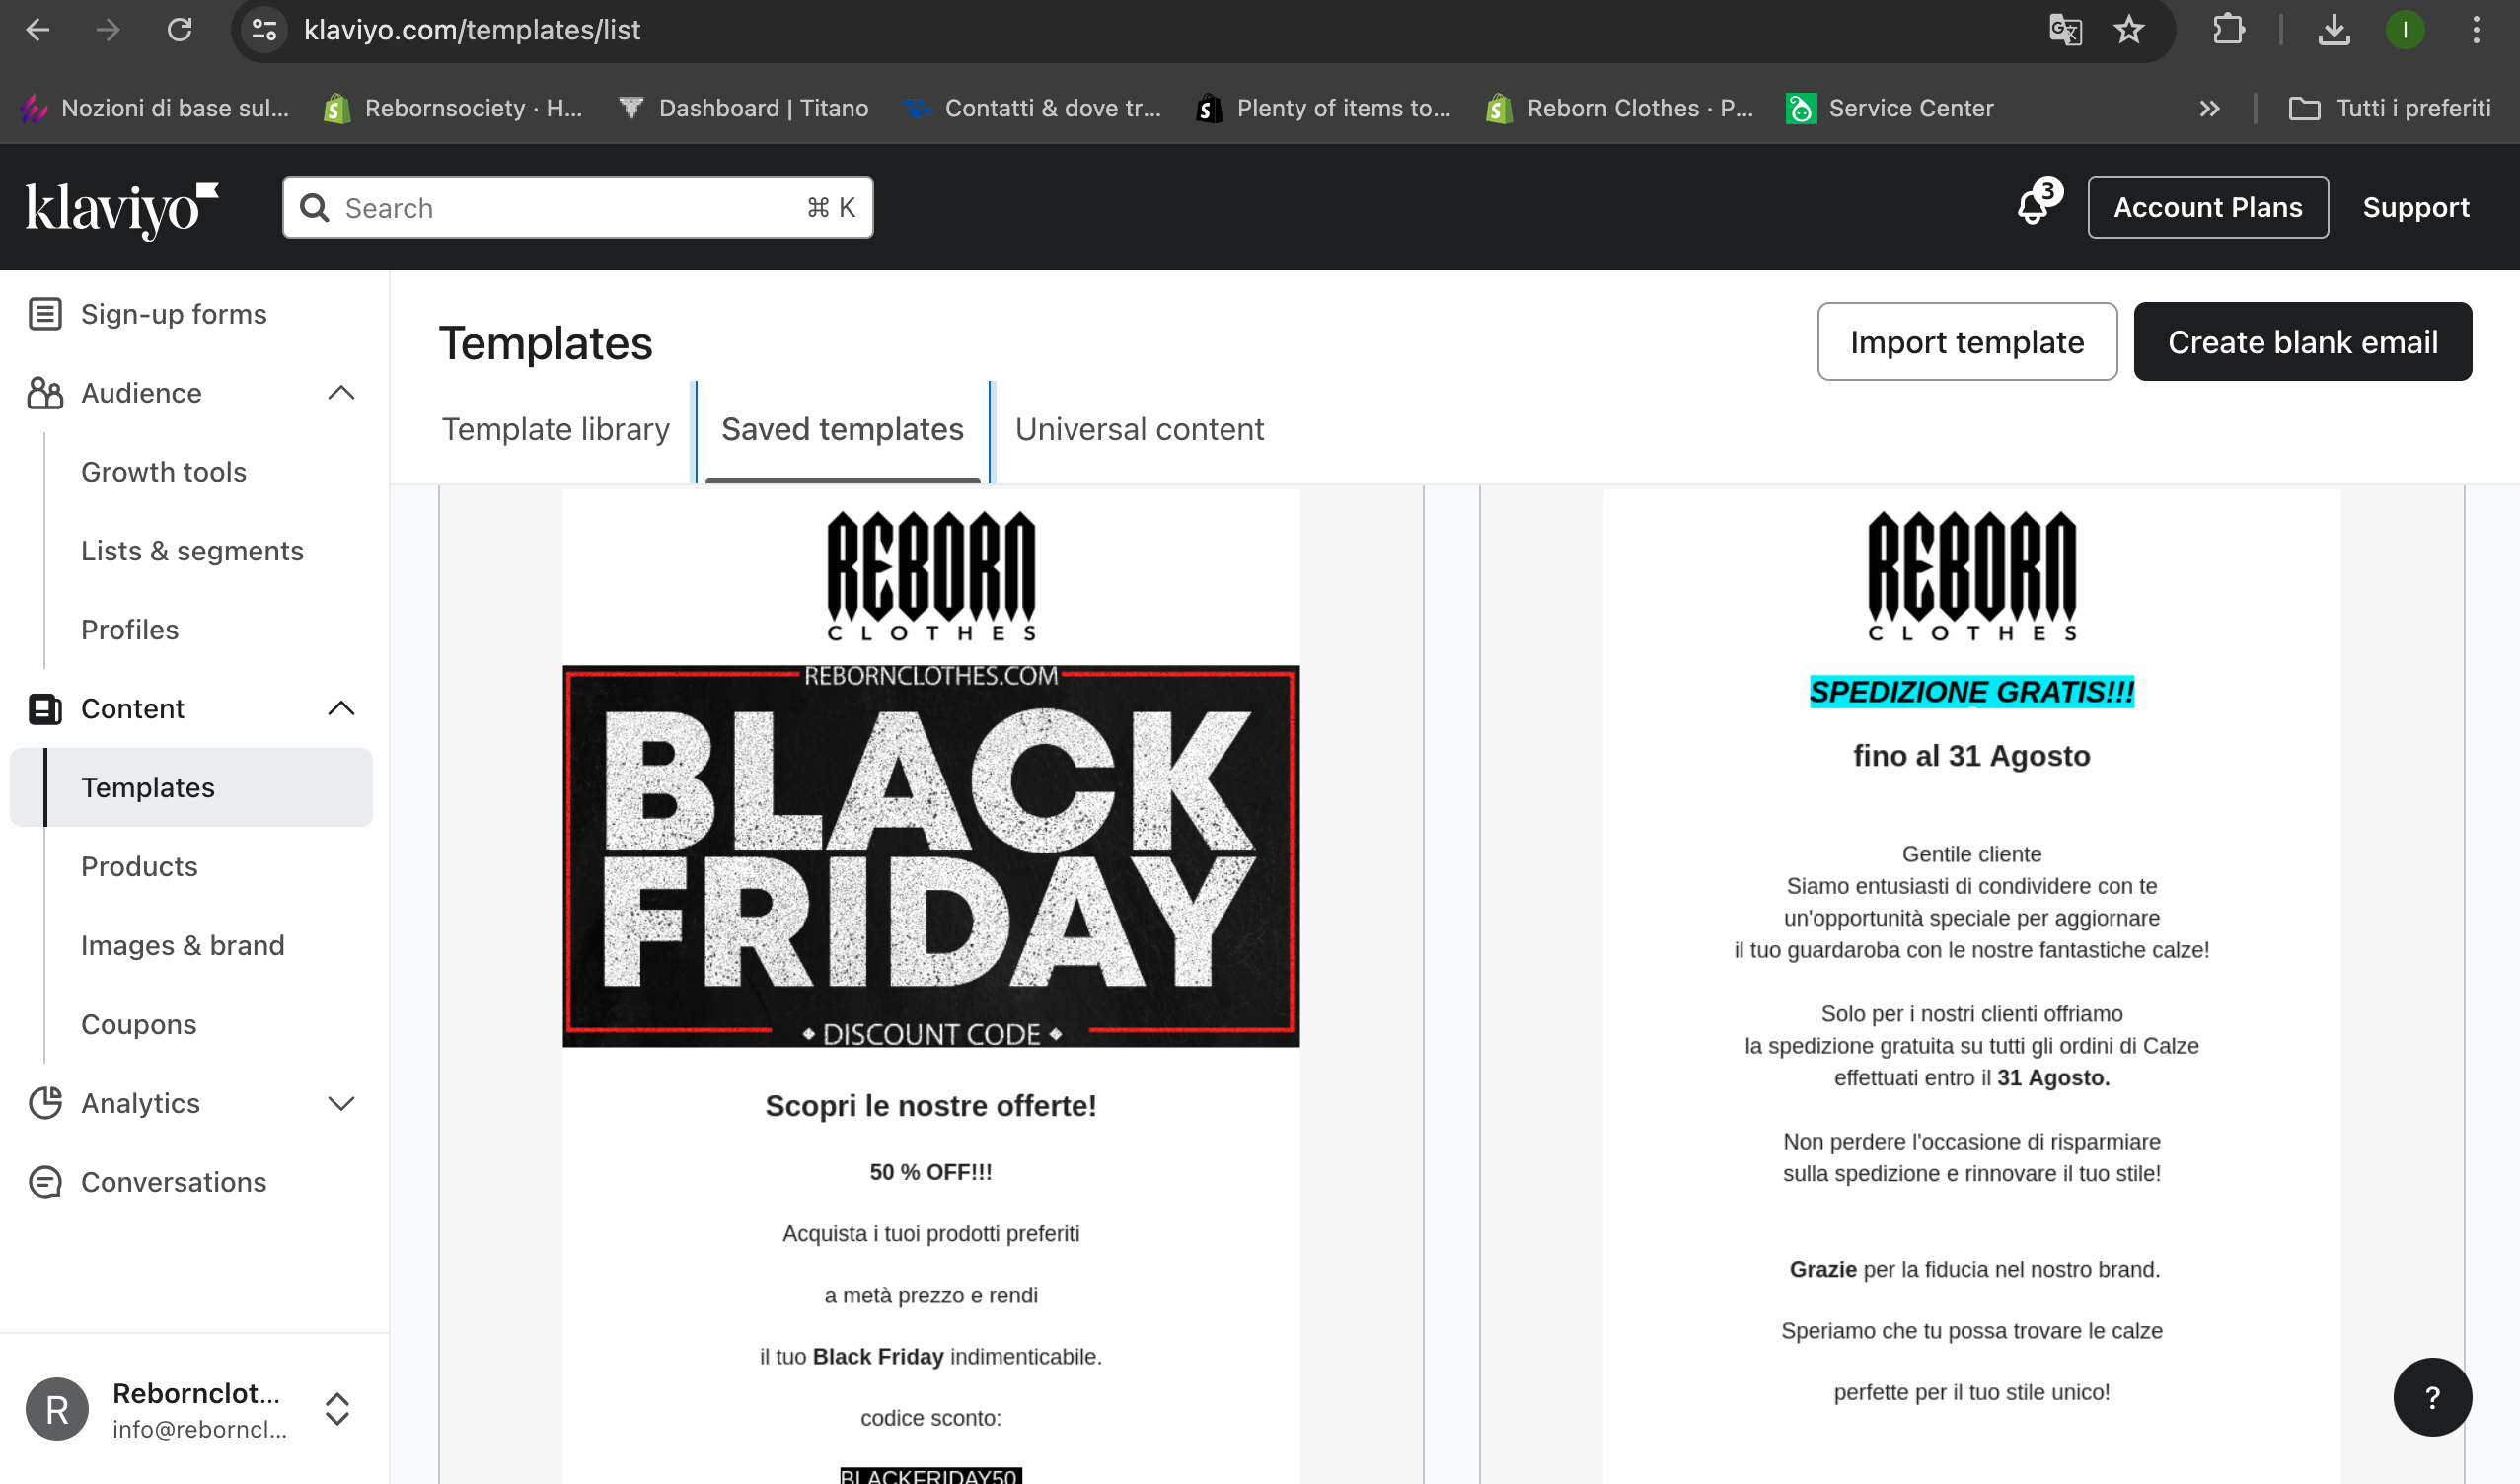 klaviyo.com/templates/list
Nozioni di base sul...
Rebornsociety · H...
Dashboard | Titano
Contatti & dove tr...
Plenty of items to...
Reborn Clothes · P...
Service Center
Tutti i preferiti
klaviyo
Search
⌘ K
3
Account Plans
Support
Sign-up forms
Audience
Growth tools
Lists & segments
Profiles
Content
Templates
Products
Images & brand
Coupons
Analytics
Conversations
R
Rebornclot...
info@reborncl...
Templates
Import template
Create blank email
Template library
Saved templates
Universal content
REBORN
CLOTHES
REBORNCLOTHES.COM
BLACK
FRIDAY
DISCOUNT CODE
Scopri le nostre offerte!
50 % OFF!!!
Acquista i tuoi prodotti preferiti
a metà prezzo e rendi
il tuo Black Friday indimenticabile.
codice sconto:
BLACKFRIDAY50
REBORN
CLOTHES
SPEDIZIONE GRATIS!!!
fino al 31 Agosto
Gentile cliente
Siamo entusiasti di condividere con te
un'opportunità speciale per aggiornare
il tuo guardaroba con le nostre fantastiche calze!
Solo per i nostri clienti offriamo
la spedizione gratuita su tutti gli ordini di Calze
effettuati entro il 31 Agosto.
Non perdere l'occasione di risparmiare
sulla spedizione e rinnovare il tuo stile!
Grazie per la fiducia nel nostro brand.
Speriamo che tu possa trovare le calze
perfette per il tuo stile unico!
?